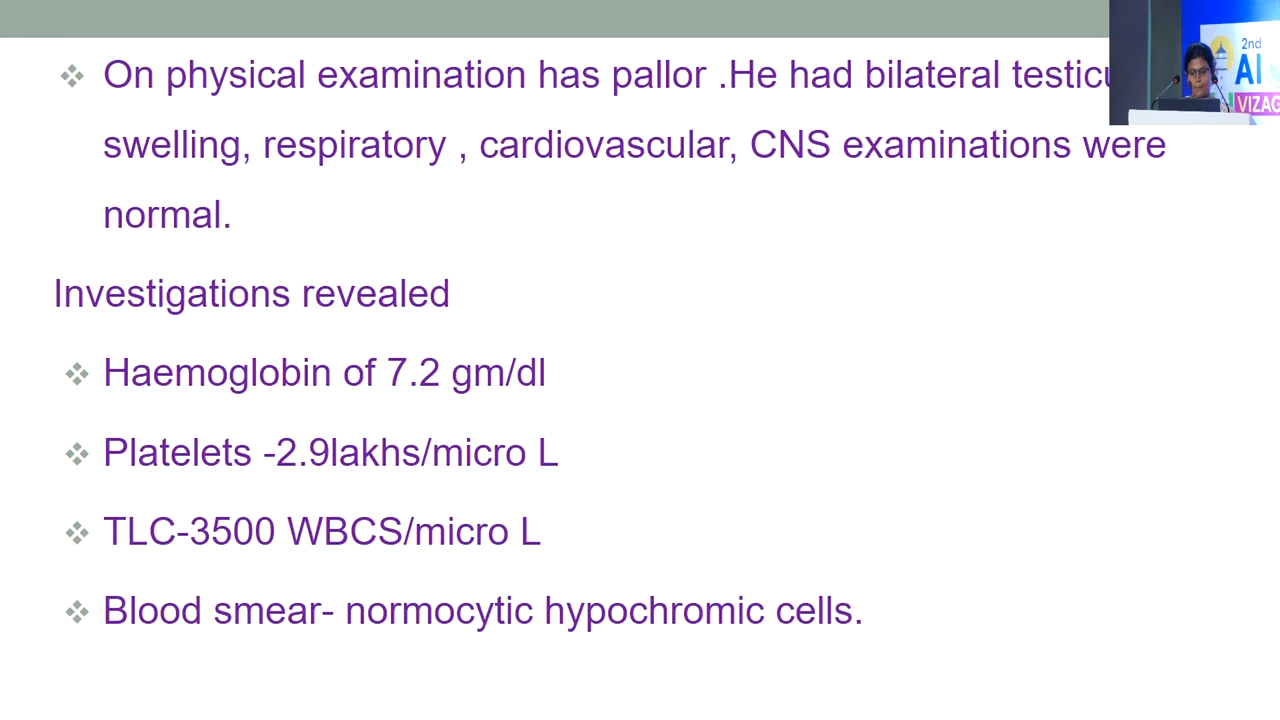 On physical examination has pallor .He had bilateral
swelling, respiratory , cardiovascular, CNS examinations were
normal.
Investigations revealed
Haemoglobin of 7.2 gm/dl
Platelets -2.9lakhs/micro L
TLC-3500 WBCS/micro L
Blood smear- normocytic hypochromic cells.
2nd
AI
VIZAG